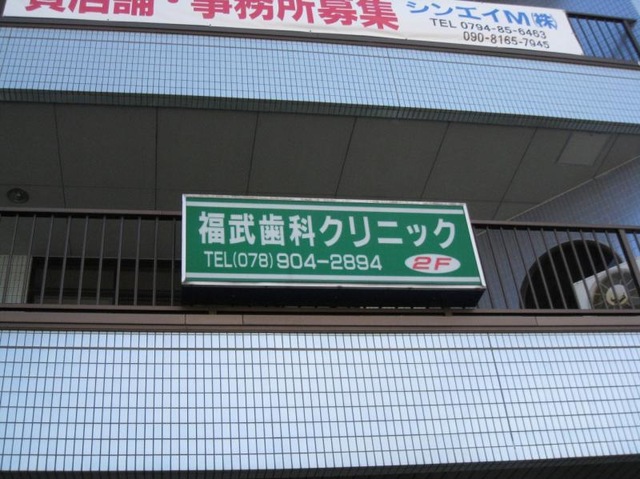 貸店舗・事務所募集
シンエイM(株)
TEL 0794-85-6463
090-8165-7945
福武歯科クリニック
TEL(078)904-2894
2F